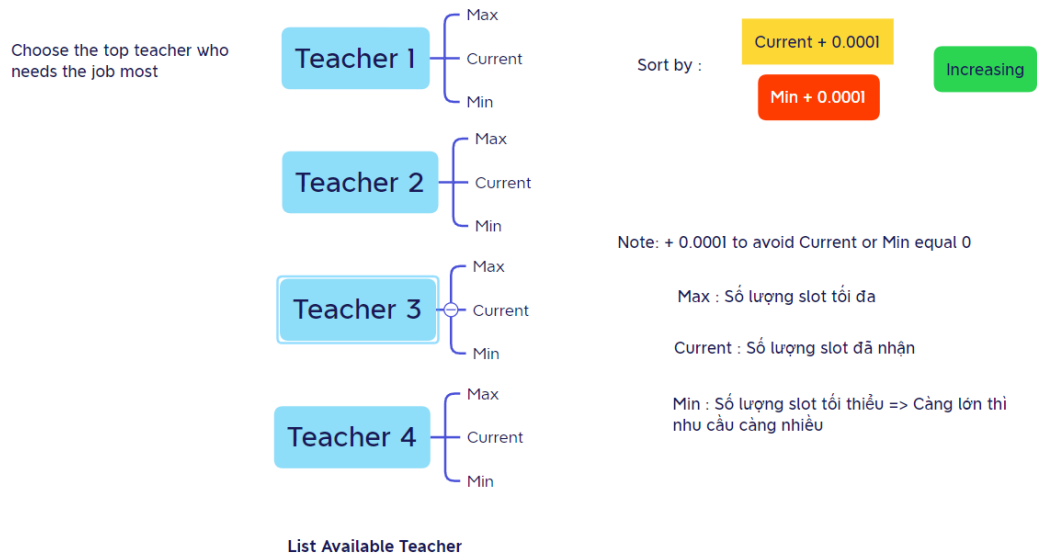 Choose the top teacher who
needs the job most
Teacher 1
Max
Current
Min
Teacher 2
Max
Current
Min
Teacher 3
Max
Current
Min
Teacher 4
Max
Current
Min
List Available Teacher
Sort by :
Current + 0.0001
Min + 0.0001
Increasing
Note: + 0.0001 to avoid Current or Min equal 0
Max : Số lượng slot tối đa
Current : Số lượng slot đã nhận
Min : Số lượng slot tối thiểu => Càng lớn thì
nhu cầu càng nhiều